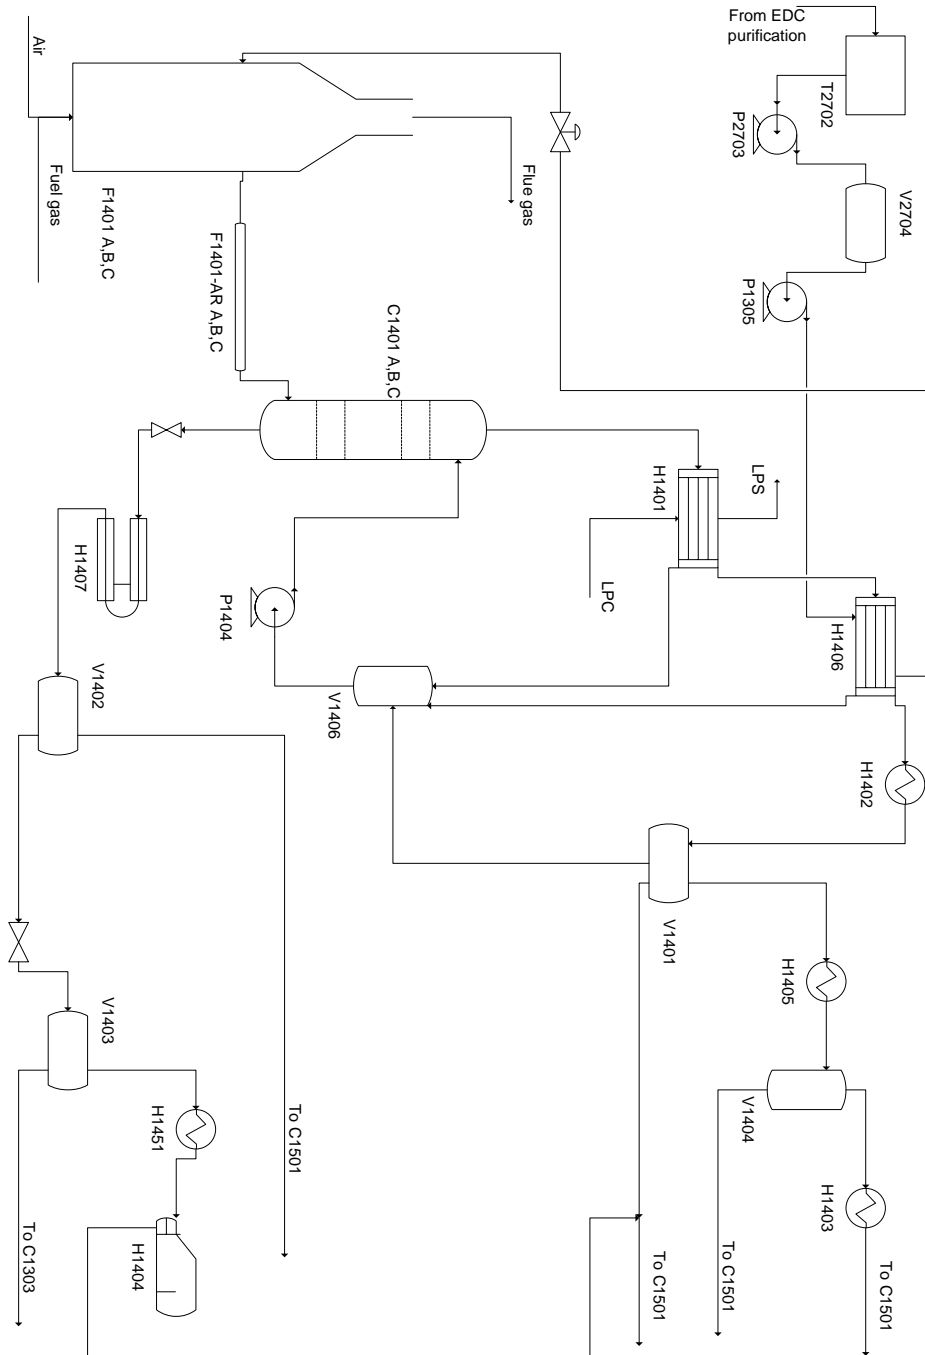 From EDC
purification
T2702
P2703
V2704
P1305
Air
Fuel gas
F1401 A,B,C
Flue gas
F1401-AR A,B,C
C1401 A,B,C
H1401
LPS
LPC
H1406
H1407
P1404
V1406
V1402
H1402
V1401
H1405
V1403
V1404
H1451
H1403
H1404
To C1501
To C1303
To C1501
To C1501
To C1501